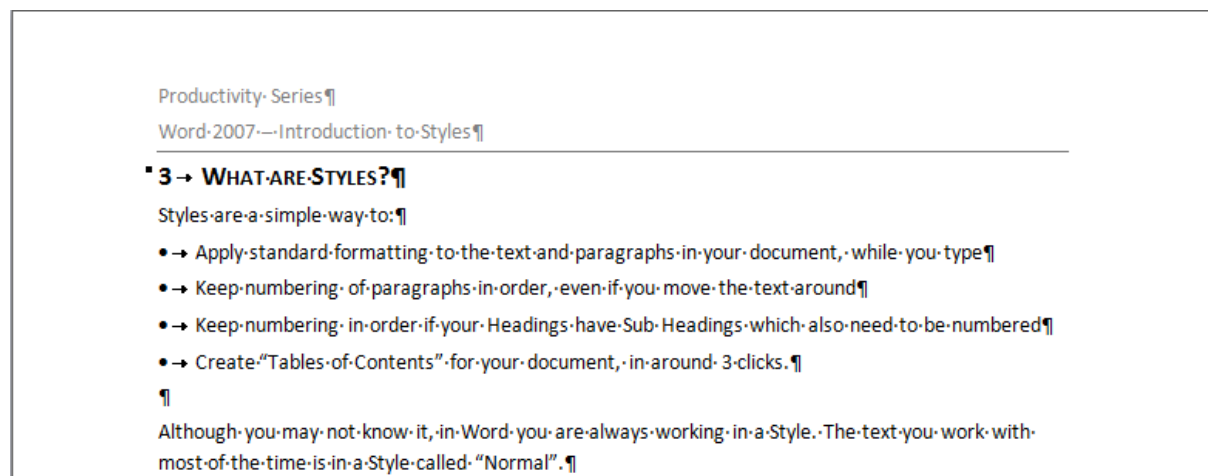 Productivity Series¶
Word·2007·–·Introduction·to·Styles¶
3→ WHAT·ARE·STYLES?¶
Styles·are·a·simple·way·to:¶
•→ Apply·standard·formatting·to·the·text·and·paragraphs·in·your·document,·while·you·type¶
•→ Keep·numbering·of·paragraphs·in·order,·even·if·you·move·the·text·around¶
•→ Keep·numbering·in·order·if·your·Headings·have·Sub·Headings·which·also·need·to·be·numbered¶
•→ Create·“Tables·of·Contents”·for·your·document,·in·around·3·clicks.¶
¶
Although·you·may·not·know·it,·in·Word·you·are·always·working·in·a·Style.·The·text·you·work·with·
most·of·the·time·is·in·a·Style·called·“Normal”.¶